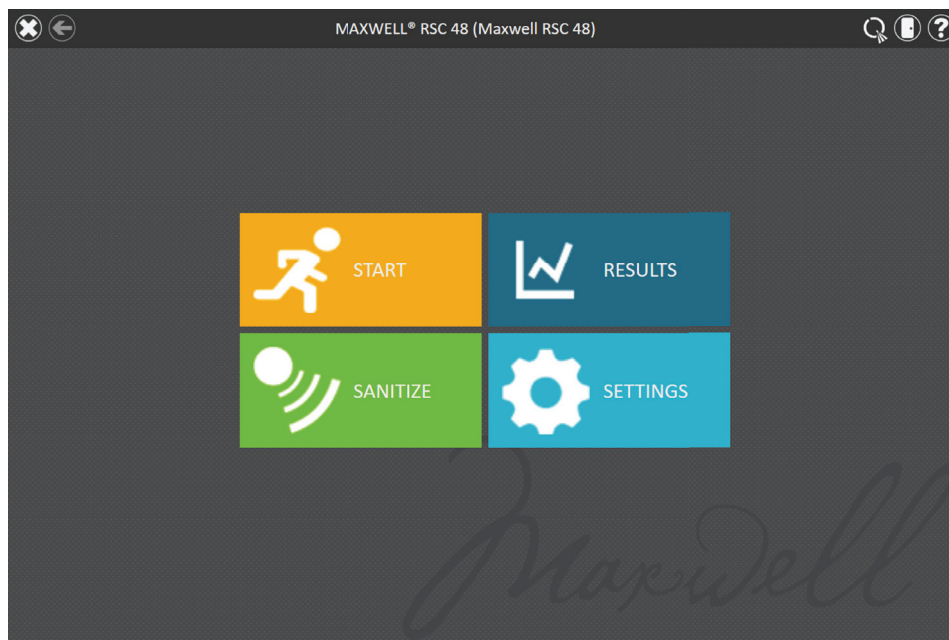 MAXWELL® RSC 48 (Maxwell RSC 48)
START
RESULTS
SANITIZE
SETTINGS
Maxwell